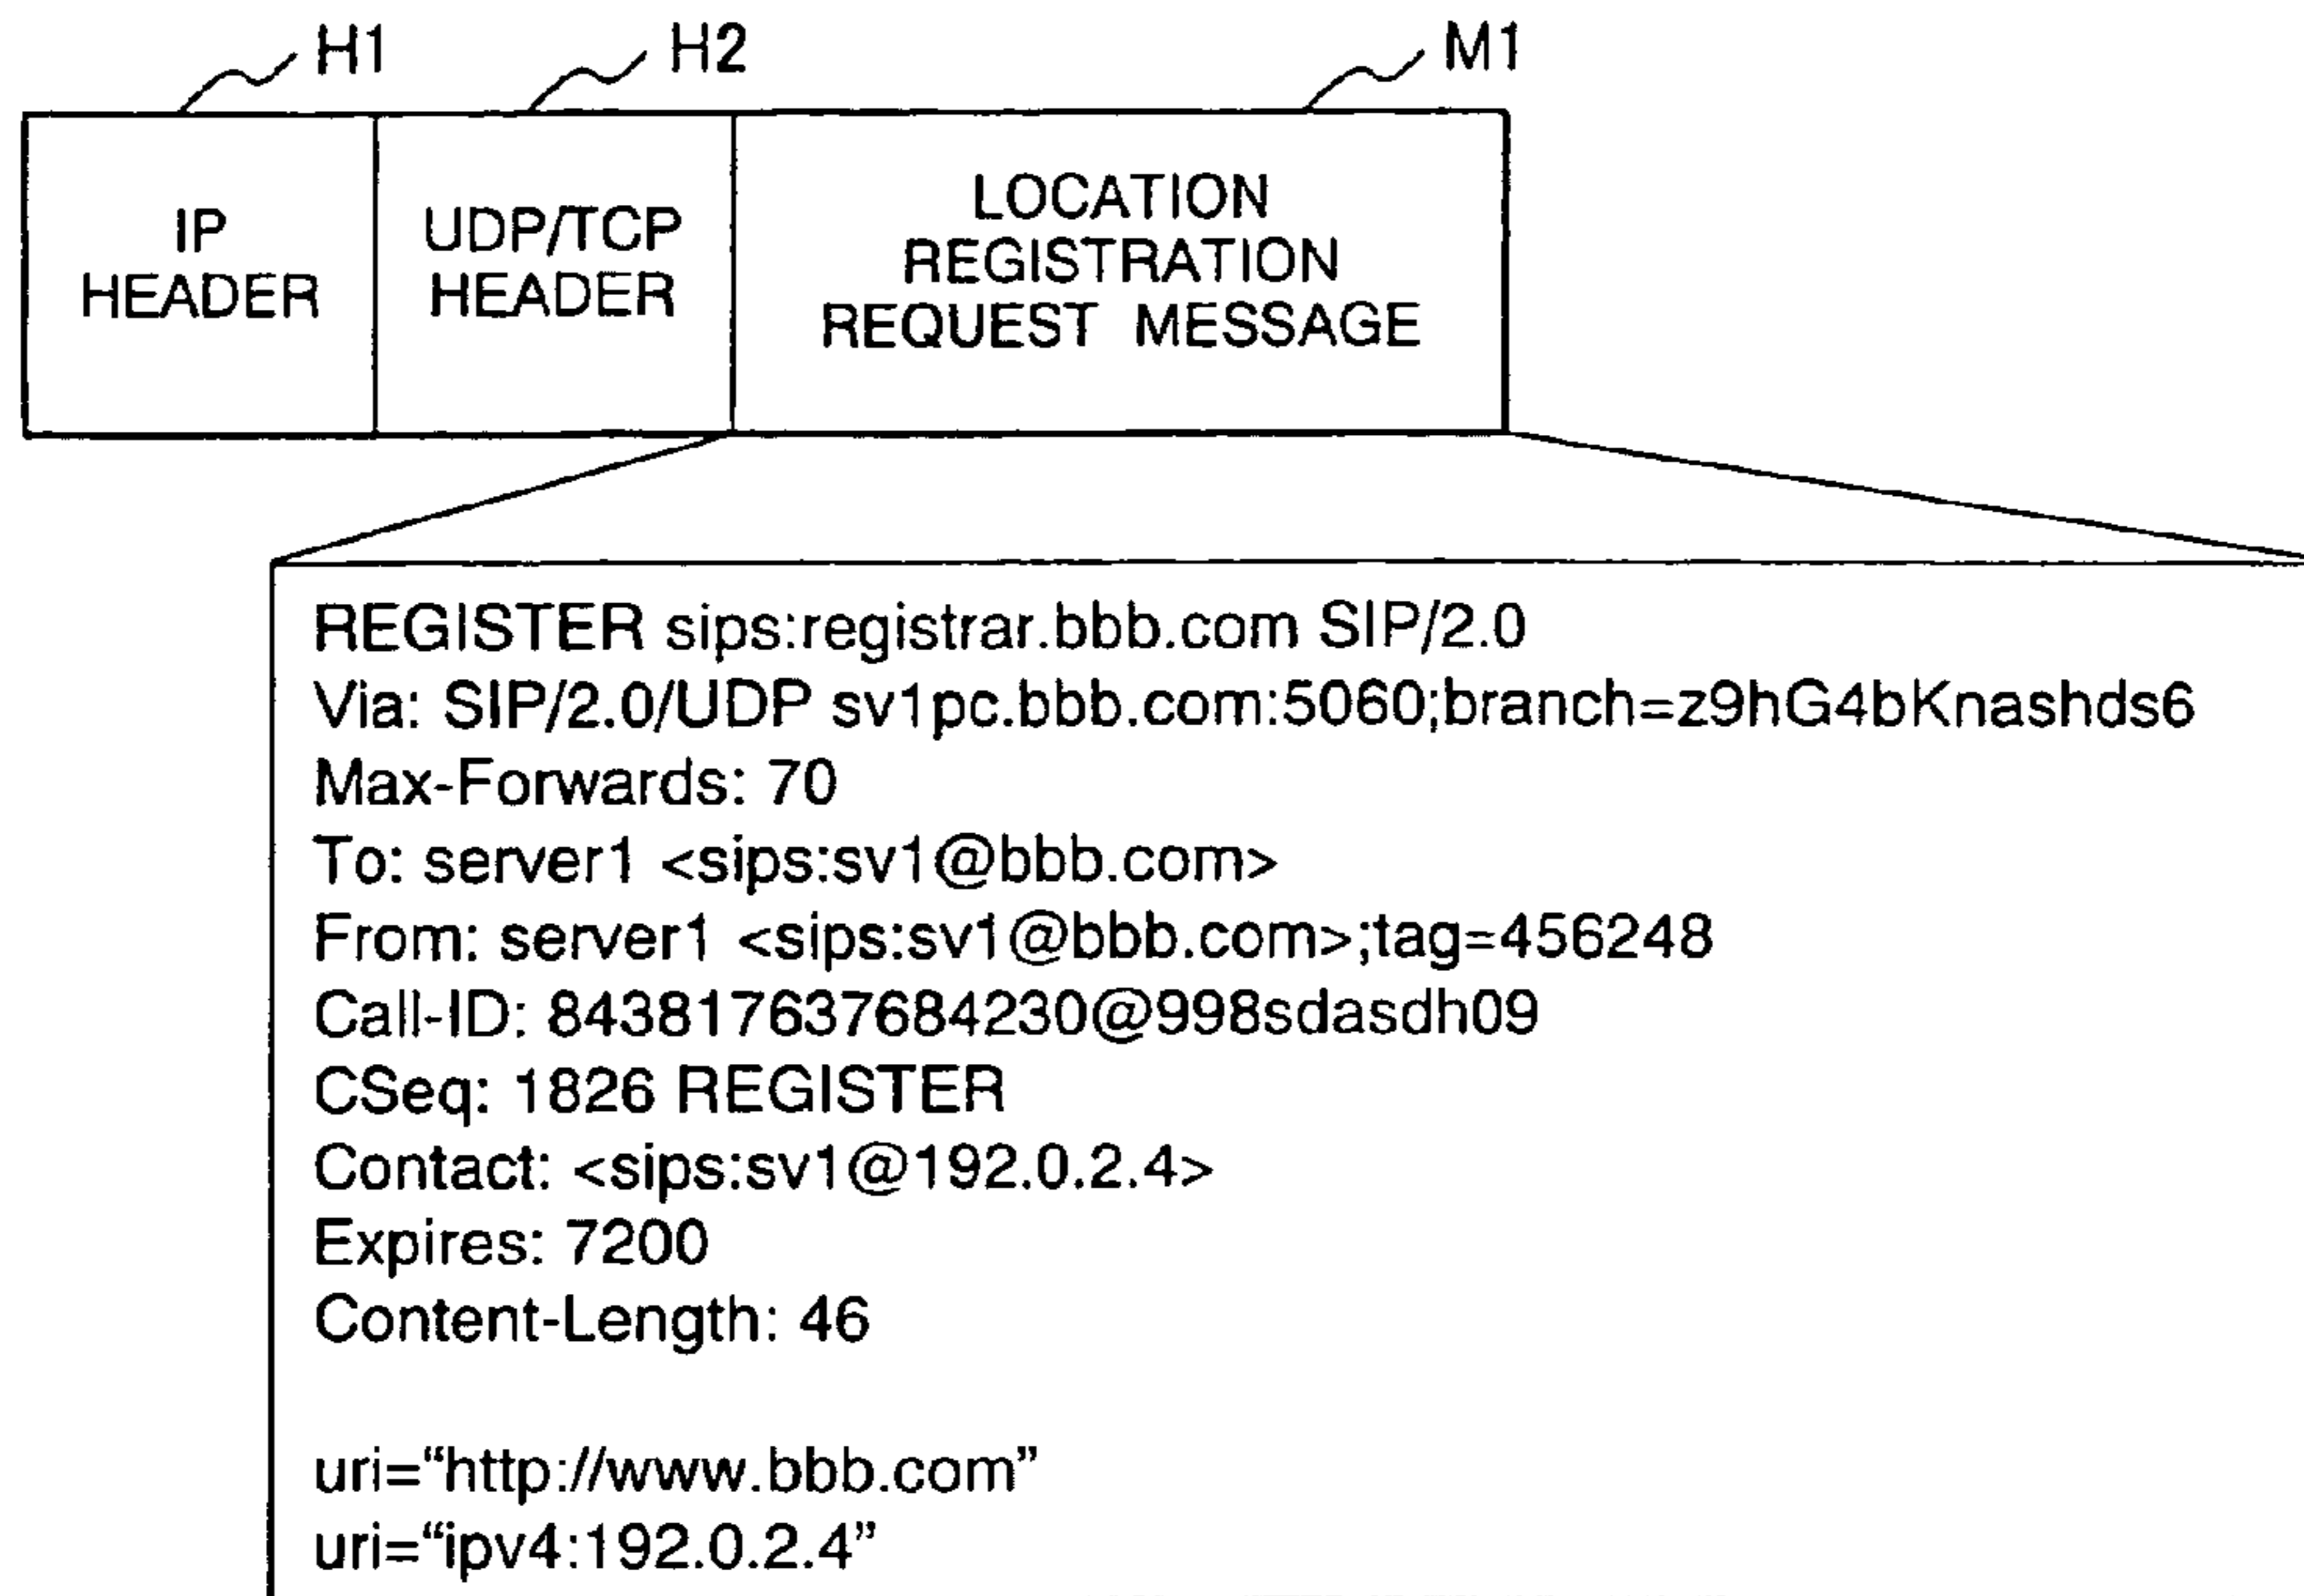 H1 H2 M1
IP
HEADER
UDP/TCP
HEADER
LOCATION
REGISTRATION
REQUEST MESSAGE
REGISTER sips:registrar.bbb.com SIP/2.0
Via: SIP/2.0/UDP sv1pc.bbb.com:5060;branch=z9hG4bKnashds6
Max-Forwards: 70
To: server1 <sips:sv1@bbb.com>
From: server1 <sips:sv1@bbb.com>;tag=456248
Call-ID: 843817637684230@998sdasdh09
CSeq: 1826 REGISTER
Contact: <sips:sv1@192.0.2.4>
Expires: 7200
Content-Length: 46
uri=“http://www.bbb.com”
uri=“ipv4:192.0.2.4”